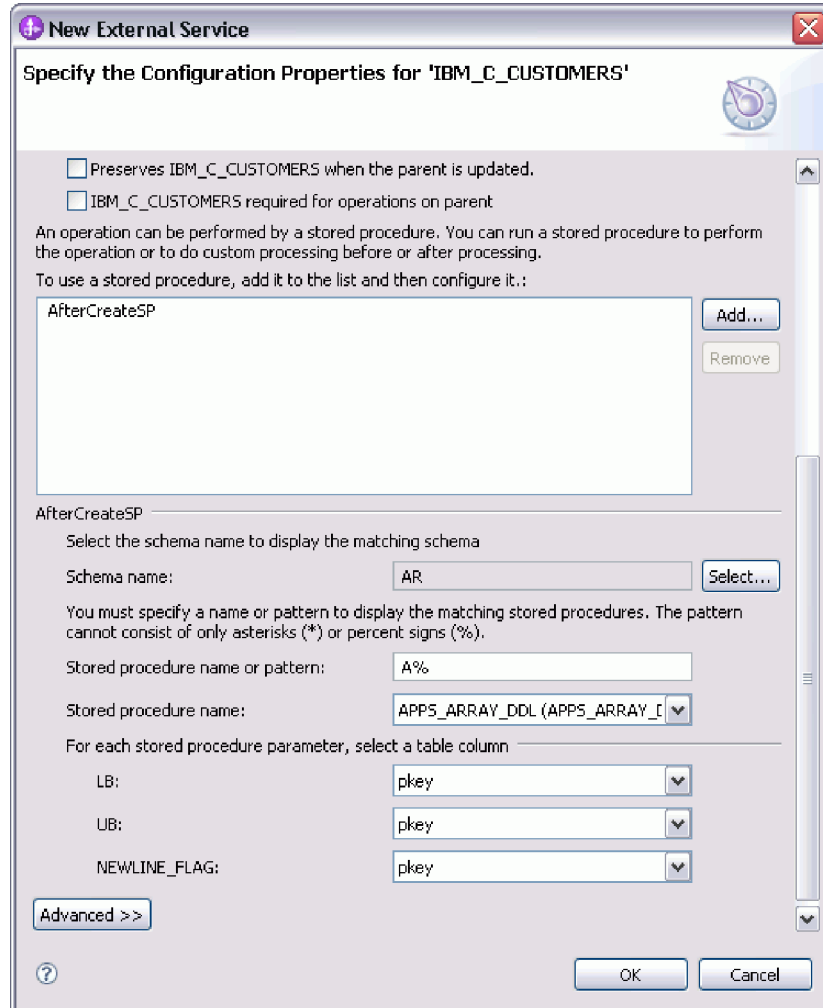 New External Service
Specify the Configuration Properties for 'IBM_C_CUSTOMERS'
Preserves IBM_C_CUSTOMERS when the parent is updated.
IBM_C_CUSTOMERS required for operations on parent
An operation can be performed by a stored procedure. You can run a stored procedure to perform
the operation or to do custom processing before or after processing.
To use a stored procedure, add it to the list and then configure it.:
AfterCreateSP
Add...
Remove
AfterCreateSP
Select the schema name to display the matching schema
Schema name: AR Select...
You must specify a name or pattern to display the matching stored procedures. The pattern
cannot consist of only asterisks (*) or percent signs (%).
Stored procedure name or pattern: A%
Stored procedure name: APPS_ARRAY_DDL (APPS_ARRAY_D
For each stored procedure parameter, select a table column
LB: pkey
UB: pkey
NEWLINE_FLAG: pkey
Advanced >>
?
OK Cancel